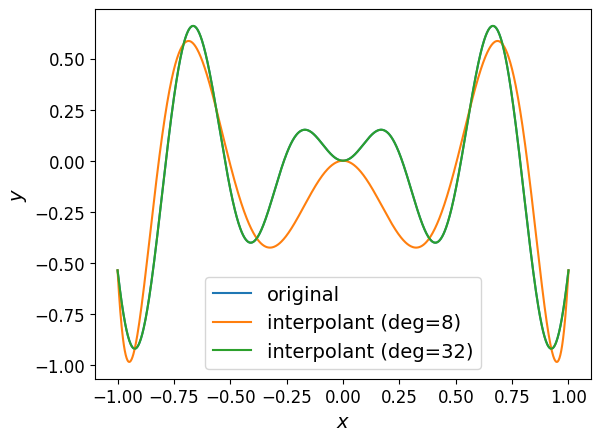 0.50
0.25
0.00
−0.25
−0.50
−0.75
−1.00
y
original
interpolant (deg=8)
interpolant (deg=32)
−1.00 −0.75 −0.50 −0.25 0.00 0.25 0.50 0.75 1.00
x